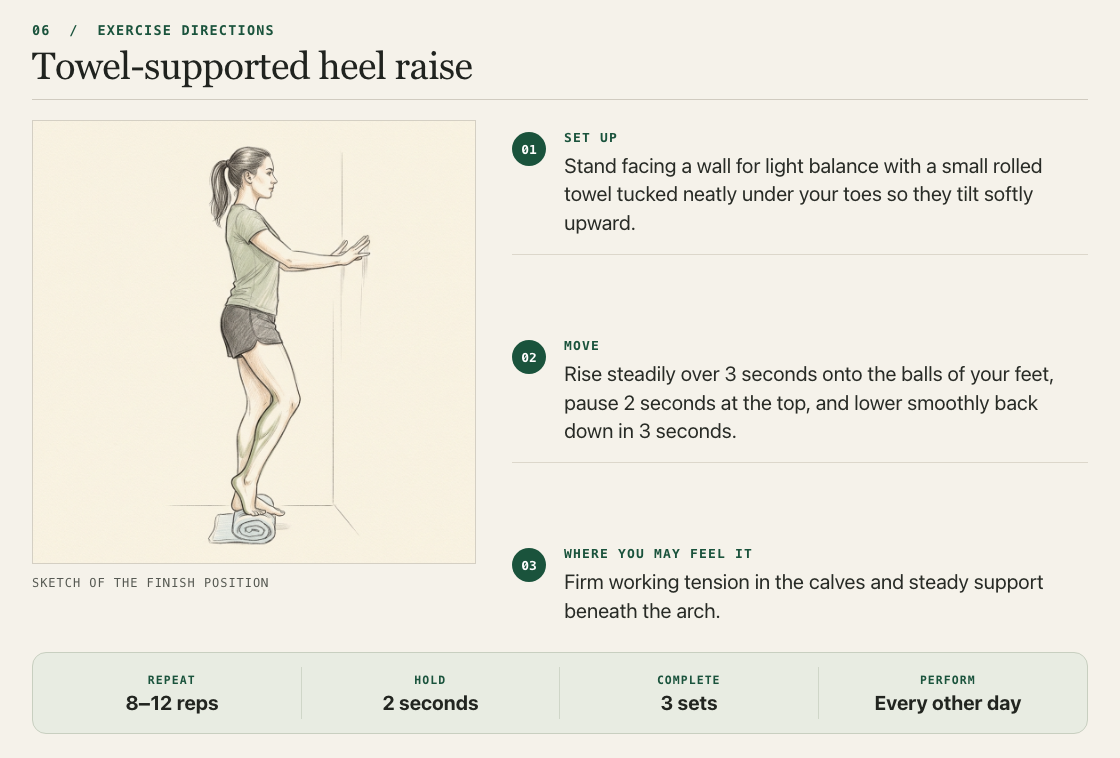 06 / EXERCISE DIRECTIONS
Towel-supported heel raise
SKETCH OF THE FINISH POSITION
01
SET UP
Stand facing a wall for light balance with a small rolled
towel tucked neatly under your toes so they tilt softly
upward.
02
MOVE
Rise steadily over 3 seconds onto the balls of your feet,
pause 2 seconds at the top, and lower smoothly back
down in 3 seconds.
03
WHERE YOU MAY FEEL IT
Firm working tension in the calves and steady support
beneath the arch.
REPEAT
8–12 reps
HOLD
2 seconds
COMPLETE
3 sets
PERFORM
Every other day